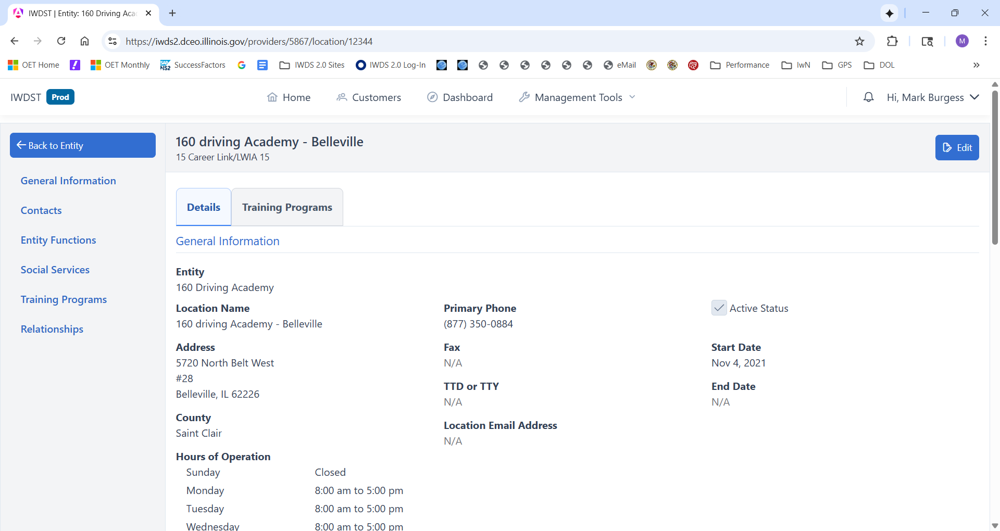 IWDST | Entity: 160 Driving Aca
https://iwds2.dceo.illinois.gov/providers/5867/location/12344
M
OET Home
OET Monthly
SAP NS2
SuccessFactors
IWDS 2.0 Sites
IWDS 2.0 Log-In
eMail
Performance
IwN
GPS
DOL
IWDST Prod
Home
Customers
Dashboard
Management Tools
Hi, Mark Burgess
Back to Entity
General Information
Contacts
Entity Functions
Social Services
Training Programs
Relationships
160 driving Academy - Belleville
15 Career Link/LWIA 15
Edit
Details
Training Programs
General Information
Entity
160 Driving Academy
Location Name
160 driving Academy - Belleville
Address
5720 North Belt West
#28
Belleville, IL 62226
County
Saint Clair
Primary Phone
(877) 350-0884
Fax
N/A
TTD or TTY
N/A
Location Email Address
N/A
Active Status
Start Date
Nov 4, 2021
End Date
N/A
Hours of Operation
Sunday Closed
Monday 8:00 am to 5:00 pm
Tuesday 8:00 am to 5:00 pm
Wednesday 8:00 am to 5:00 pm